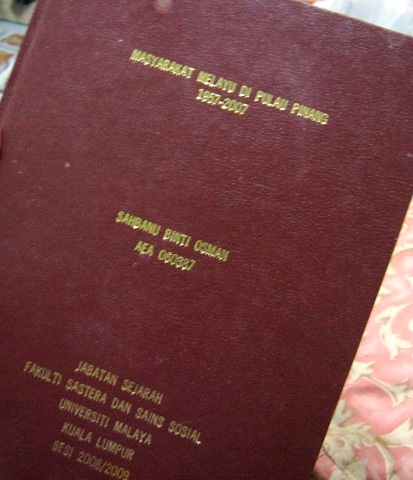 MASYARAKAT MELAYU DI PULAU PINANG
1957-2007
SAHBANU BINTI OSMAN
AEA 060387
JABATAN SEJARAH
FAKULTI SASTERA DAN SAINS SOSIAL
UNIVERSITI MALAYA
KUALA LUMPUR
SESI 2008/2009